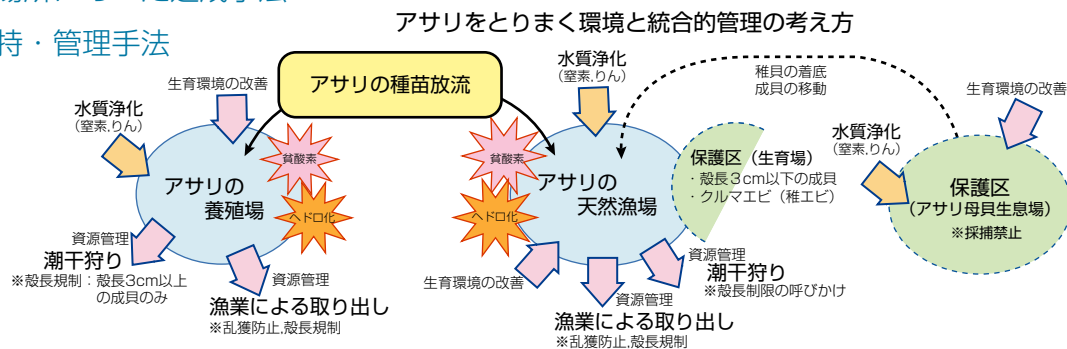 持・管理手法
アサリをとりまく環境と統合的管理の考え方
生育環境の改善
水質浄化
(窒素,りん)
アサリの種苗放流
貧酸素
ヘドロ化
アサリの
養殖場
資源管理
潮干狩り
※殻長規制:殻長3cm以上
の成貝のみ
資源管理
漁業による取り出し
※乱獲防止,殻長規制
水質浄化
(窒素,りん)
貧酸素
ヘドロ化
アサリの
天然漁場
生育環境の改善
資源管理
漁業による取り出し
※乱獲防止,殻長規制
資源管理
潮干狩り
※殻長制限の呼びかけ
稚貝の着底
成貝の移動
保護区(生育場)
・殻長3cm以下の成貝
・クルマエビ(稚エビ)
生育環境の改善
水質浄化
(窒素,りん)
保護区
(アサリ母貝生息場)
※採捕禁止